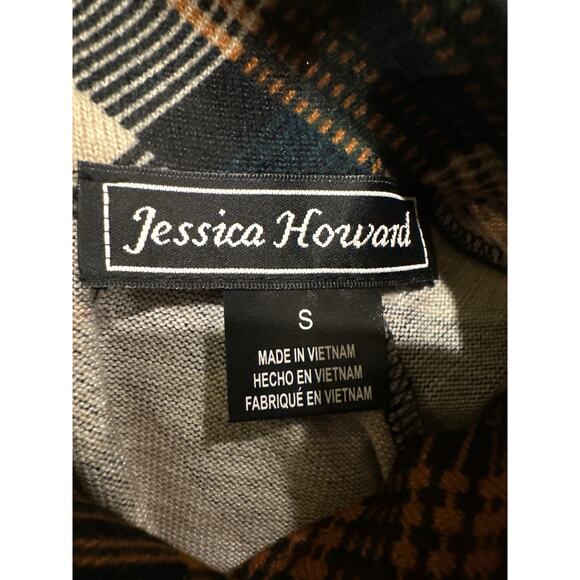 Jessica Howard
S
MADE IN VIETNAM
HECHO EN VIETNAM
FABRIQUÉ EN VIETNAM